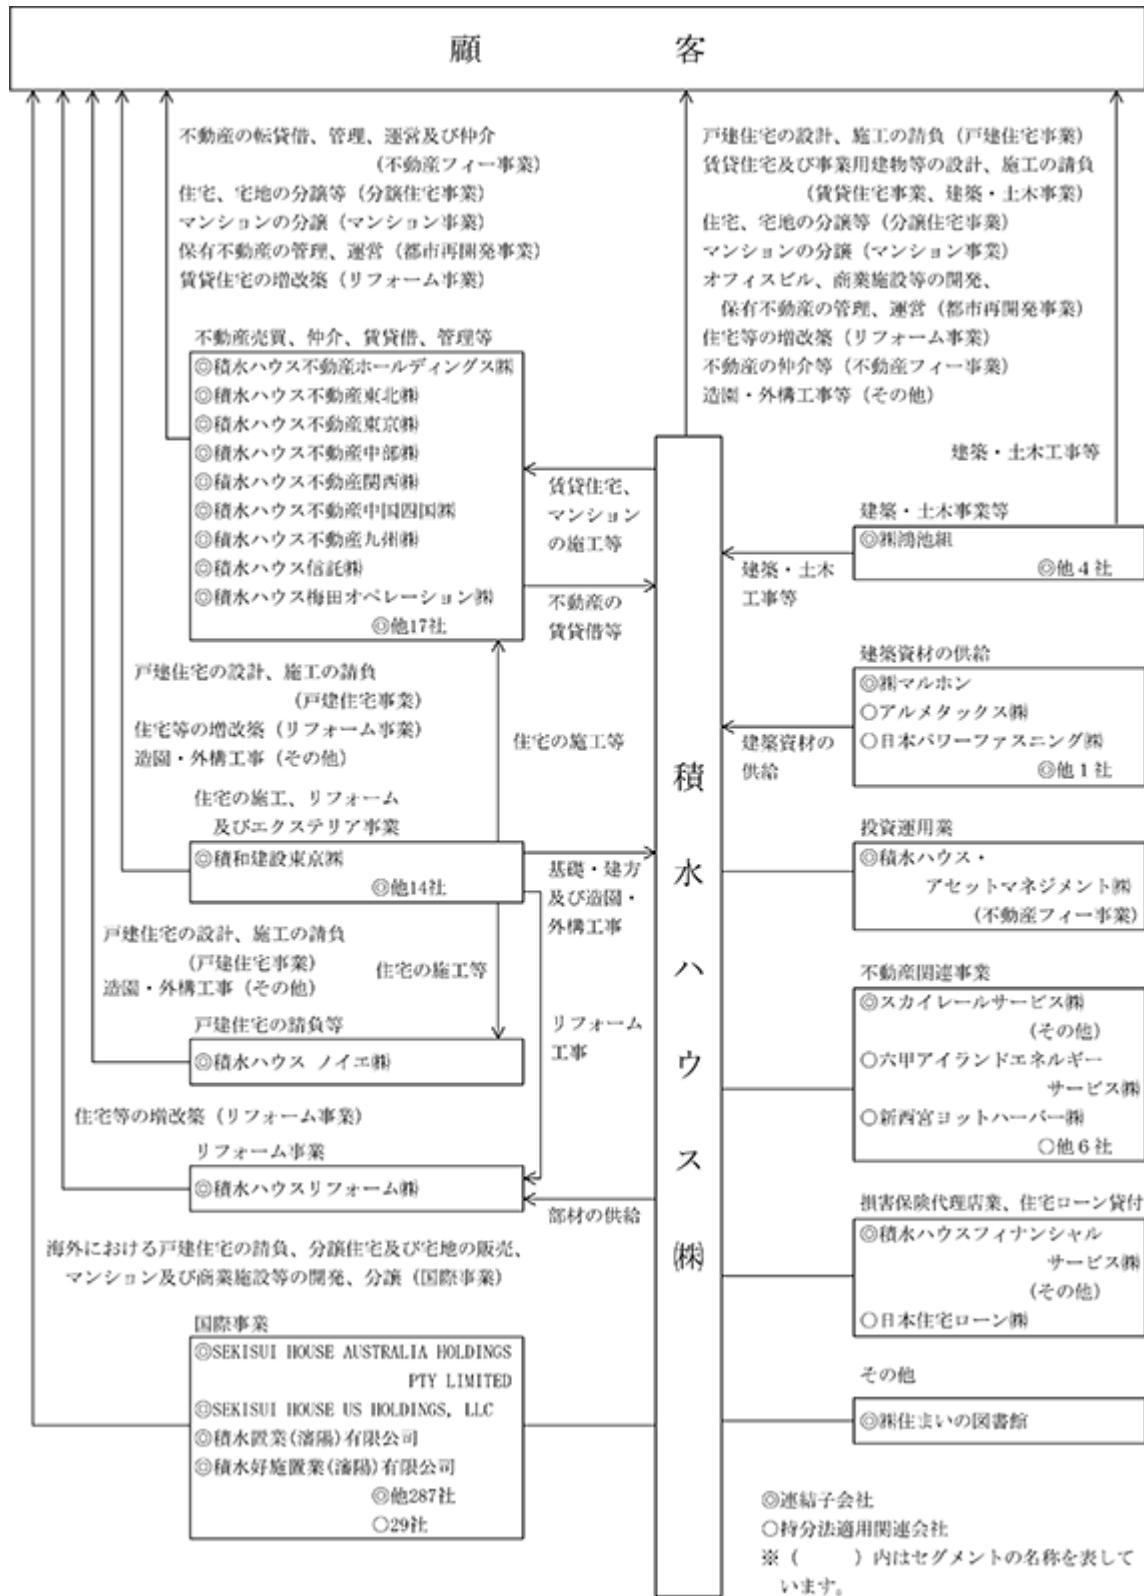 顧客
不動産の転貸借、管理、運営及び仲介
(不動産フィー事業)
住宅、宅地の分譲等 (分譲住宅事業)
マンションの分譲 (マンション事業)
保有不動産の管理、運営 (都市再開発事業)
賃貸住宅の増改築 (リフォーム事業)
戸建住宅の設計、施工の請負 (戸建住宅事業)
賃貸住宅及び事業用建物等の設計、施工の請負
(賃貸住宅事業、建築・土木事業)
住宅、宅地の分譲等 (分譲住宅事業)
マンションの分譲 (マンション事業)
オフィスビル、商業施設等の開発、
保有不動産の管理、運営 (都市再開発事業)
住宅等の増改築 (リフォーム事業)
不動産の仲介等 (不動産フィー事業)
造園・外構工事等 (その他)
不動産売買、仲介、賃貸借、管理等
◎積水ハウス不動産ホールディングス㈱
◎積水ハウス不動産東北㈱
◎積水ハウス不動産東京㈱
◎積水ハウス不動産中部㈱
◎積水ハウス不動産関西㈱
◎積水ハウス不動産中国四国㈱
◎積水ハウス不動産九州㈱
◎積水ハウス信託㈱
◎積水ハウス梅田オペレーション㈱
◎他17社
賃貸住宅、
マンション
の施工等
不動産の
賃貸借等
建築・土木工事等
建築・土木事業等
◎㈱鴻池組
◎他4社
建築・土木
工事等
建築資材の供給
◎㈱マルホン
○アルメタックス㈱
○日本パワーファスニング㈱
◎他1社
建築資材の
供給
戸建住宅の設計、施工の請負
(戸建住宅事業)
住宅等の増改築 (リフォーム事業)
造園・外構工事 (その他)
住宅の施工等
住宅の施工、リフォーム
及びエクステリア事業
◎積和建設東京㈱
◎他14社
基礎・建方
及び造園・
外構工事
積水ハウス㈱
投資運用業
◎積水ハウス・
アセットマネジメント㈱
(不動産フィー事業)
戸建住宅の設計、施工の請負
(戸建住宅事業)
造園・外構工事 (その他)
住宅の施工等
戸建住宅の請負等
◎積水ハウス ノイエ㈱
リフォーム
工事
不動産関連事業
◎スカイレールサービス㈱
(その他)
○六甲アイランドエネルギー
サービス㈱
○新西宮ヨットハーバー㈱
○他6社
住宅等の増改築 (リフォーム事業)
リフォーム事業
◎積水ハウスリフォーム㈱
部材の供給
損害保険代理店業、住宅ローン貸付
◎積水ハウスフィナンシャル
サービス㈱
(その他)
○日本住宅ローン㈱
海外における戸建住宅の請負、分譲住宅及び宅地の販売、
マンション及び商業施設等の開発、分譲 (国際事業)
国際事業
◎SEKISUI HOUSE AUSTRALIA HOLDINGS
PTY LIMITED
◎SEKISUI HOUSE US HOLDINGS, LLC
◎積水置業(瀋陽)有限公司
◎積水好施置業(瀋陽)有限公司
◎他287社
○29社
その他
◎㈱住まいの図書館
◎連結子会社
○持分法適用関連会社
※ (　　) 内はセグメントの名称を表して
います。